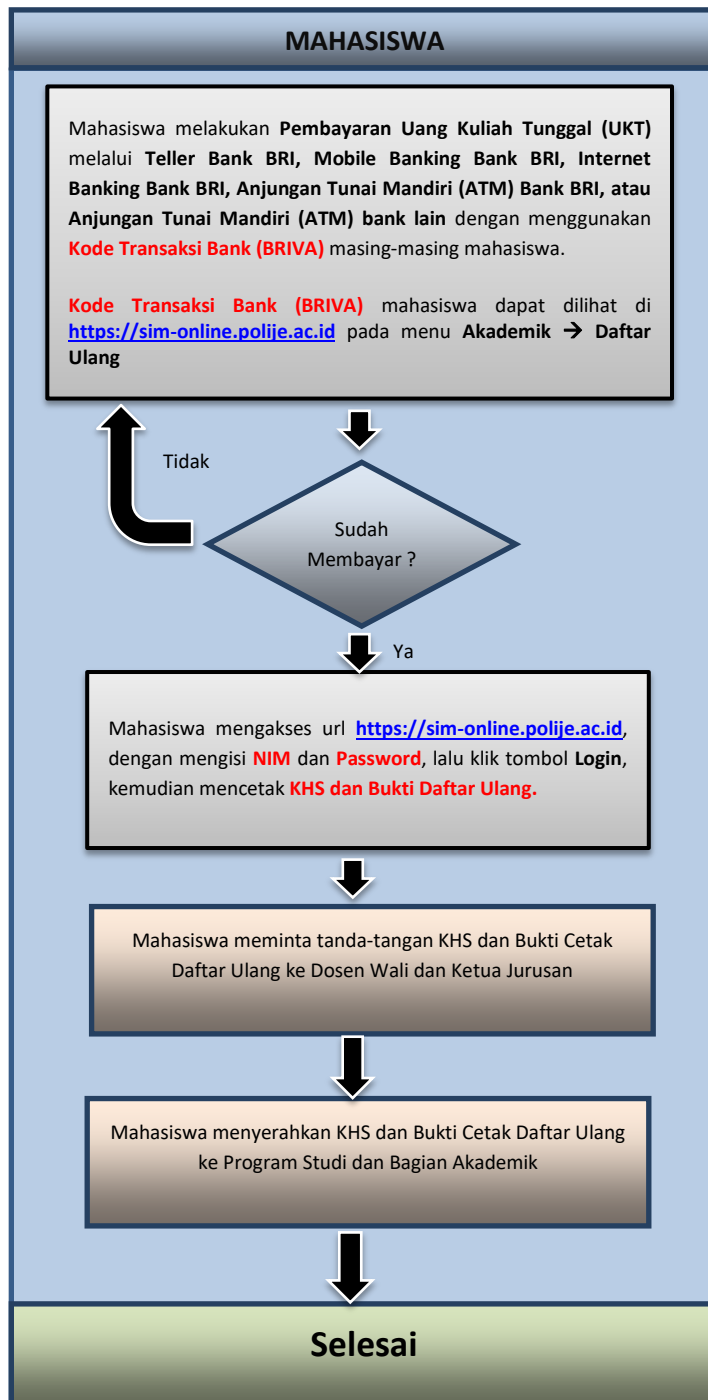 MAHASISWA
Mahasiswa melakukan Pembayaran Uang Kuliah Tunggal (UKT)
melalui Teller Bank BRI, Mobile Banking Bank BRI, Internet
Banking Bank BRI, Anjungan Tunai Mandiri (ATM) Bank BRI, atau
Anjungan Tunai Mandiri (ATM) bank lain dengan menggunakan
Kode Transaksi Bank (BRIVA) masing-masing mahasiswa.
Kode Transaksi Bank (BRIVA) mahasiswa dapat dilihat di
https://sim-online.polije.ac.id pada menu Akademik → Daftar
Ulang
Tidak
Sudah
Membayar ?
Ya
Mahasiswa mengakses url https://sim-online.polije.ac.id,
dengan mengisi NIM dan Password, lalu klik tombol Login,
kemudian mencetak KHS dan Bukti Daftar Ulang.
Mahasiswa meminta tanda-tangan KHS dan Bukti Cetak
Daftar Ulang ke Dosen Wali dan Ketua Jurusan
Mahasiswa menyerahkan KHS dan Bukti Cetak Daftar Ulang
ke Program Studi dan Bagian Akademik
Selesai